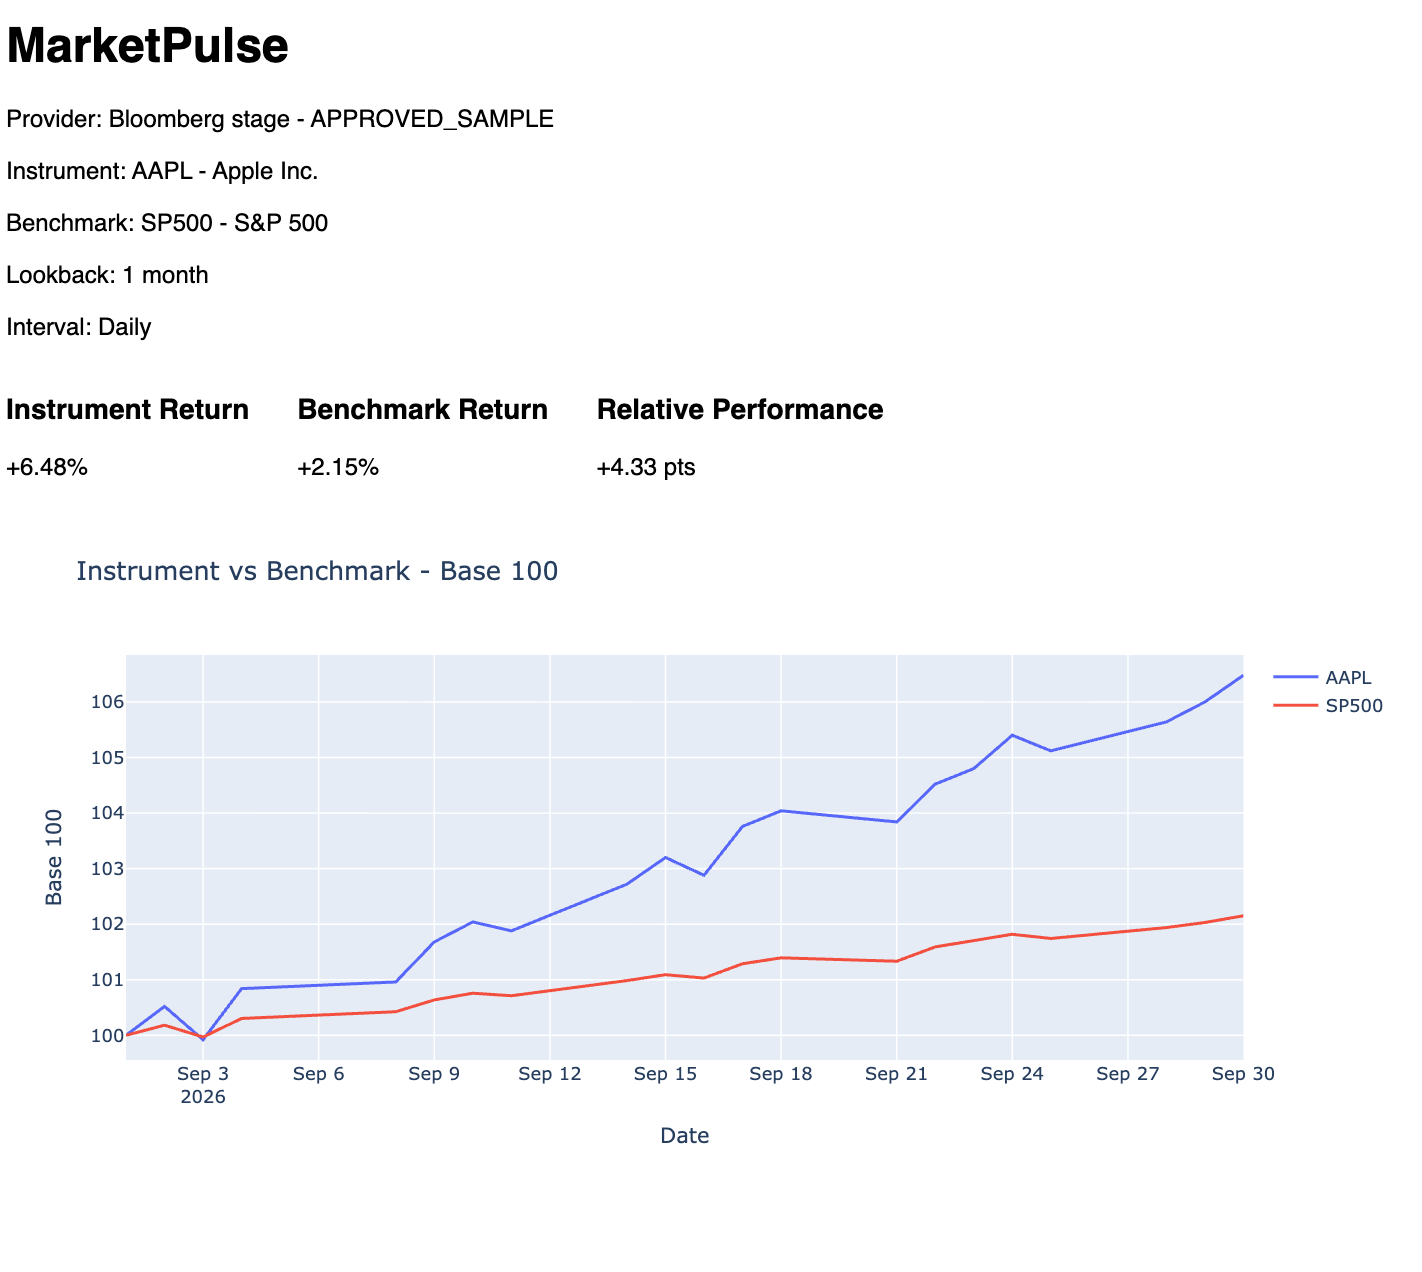 MarketPulse
Provider: Bloomberg stage - APPROVED_SAMPLE
Instrument: AAPL - Apple Inc.
Benchmark: SP500 - S&P 500
Lookback: 1 month
Interval: Daily
Instrument Return Benchmark Return Relative Performance
+6.48% +2.15% +4.33 pts
Instrument vs Benchmark - Base 100
AAPL
SP500
106
105
104
103
102
101
100
Base 100
Sep 3 Sep 6 Sep 9 Sep 12 Sep 15 Sep 18 Sep 21 Sep 24 Sep 27 Sep 30
2026
Date